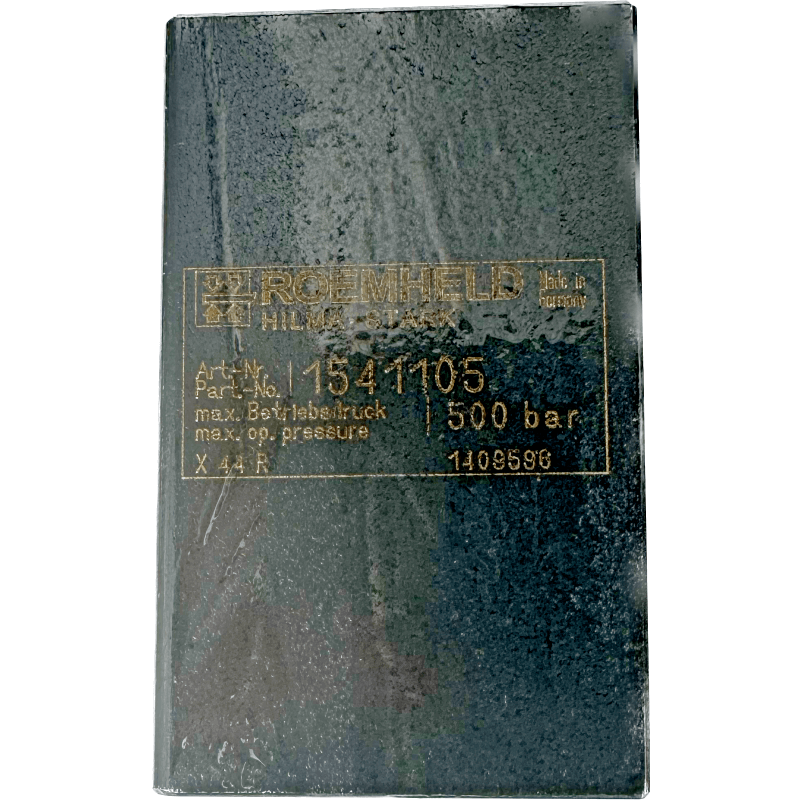 ROEMHELD
Made in
Germany
HILMA-STARK
Art.-Nr.
Part.-No.
1541105
max. Betriebsdruck
max. op. pressure
500 bar
X 44 R
1409596